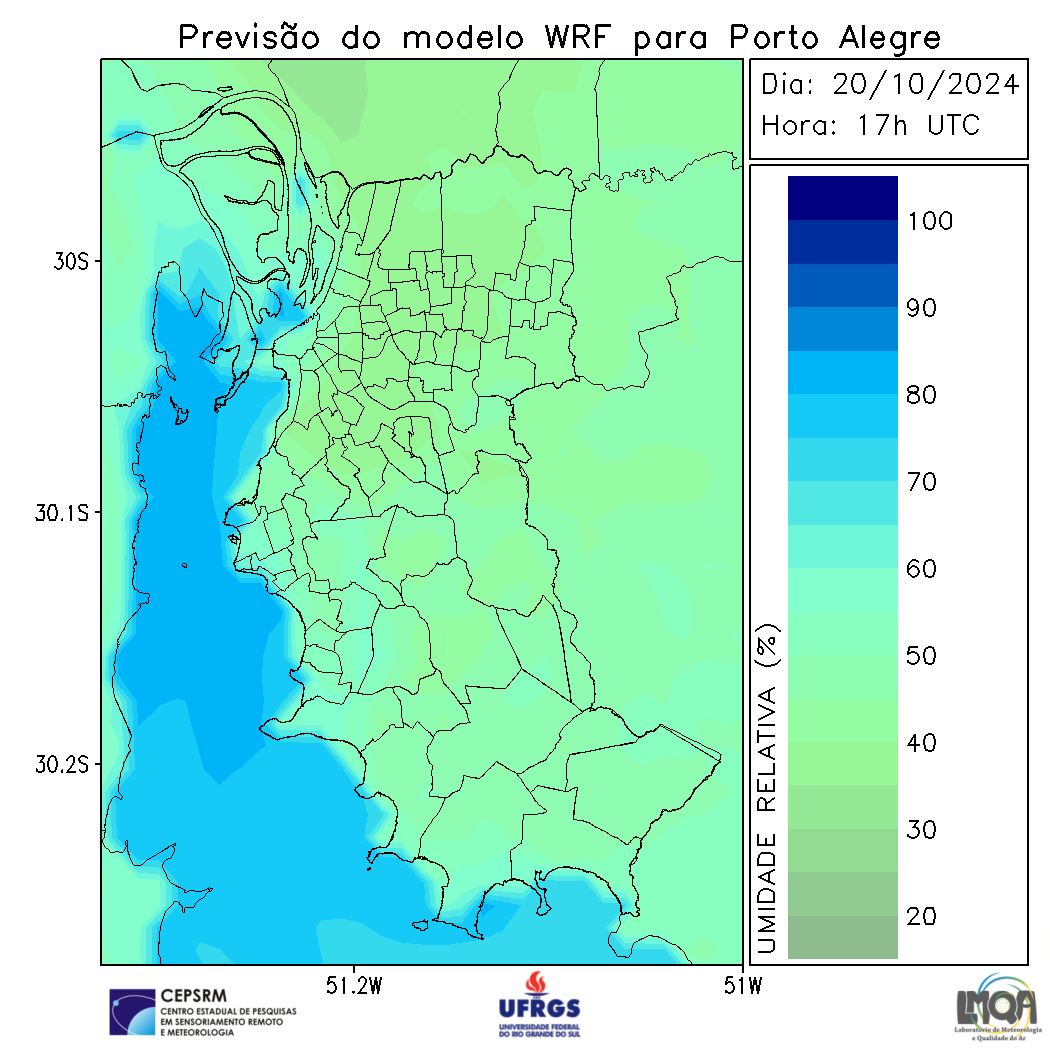 Previsão do modelo WRF para Porto Alegre
Dia: 20/10/2024
Hora: 17h UTC
30S
30.1S
30.2S
51.2W
51W
100
90
80
70
60
50
40
30
20
UMIDADE RELATIVA (%)
CEPSRM
CENTRO ESTADUAL DE PESQUISAS
EM SENSORIAMENTO REMOTO
E METEOROLOGIA
UFRGS
UNIVERSIDADE FEDERAL
DO RIO GRANDE DO SUL
LMQA
Laboratório de Meteorologia
e Qualidade do Ar